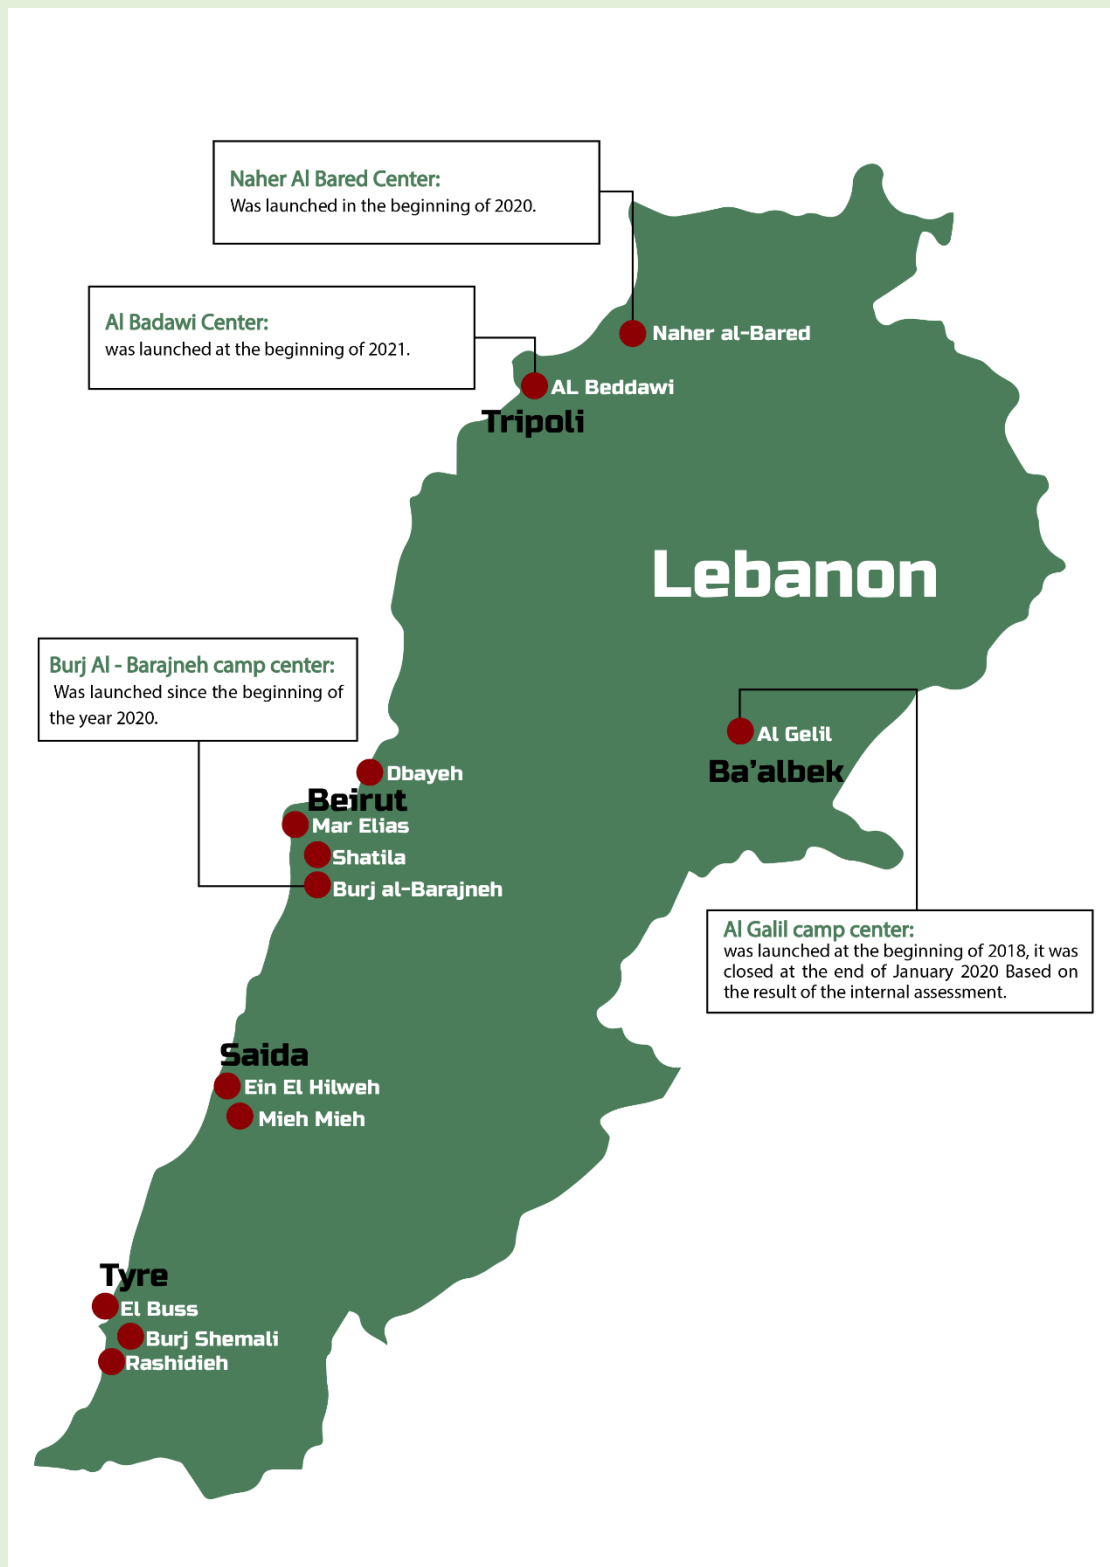 Naher Al Bared Center:
Was launched in the beginning of 2020.
Al Badawi Center:
was launched at the beginning of 2021.
Naher al-Bared
AL Beddawi
Tripoli
Lebanon
Burj Al - Barajneh camp center:
Was launched since the beginning of
the year 2020.
Al Gelil
Ba’albek
Dbayeh
Beirut
Mar Elias
Shatila
Burj al-Barajneh
Al Galil camp center:
was launched at the beginning of 2018, it was
closed at the end of January 2020 Based on
the result of the internal assessment.
Saida
Ein El Hilweh
Mieh Mieh
Tyre
El Buss
Burj Shemali
Rashidieh